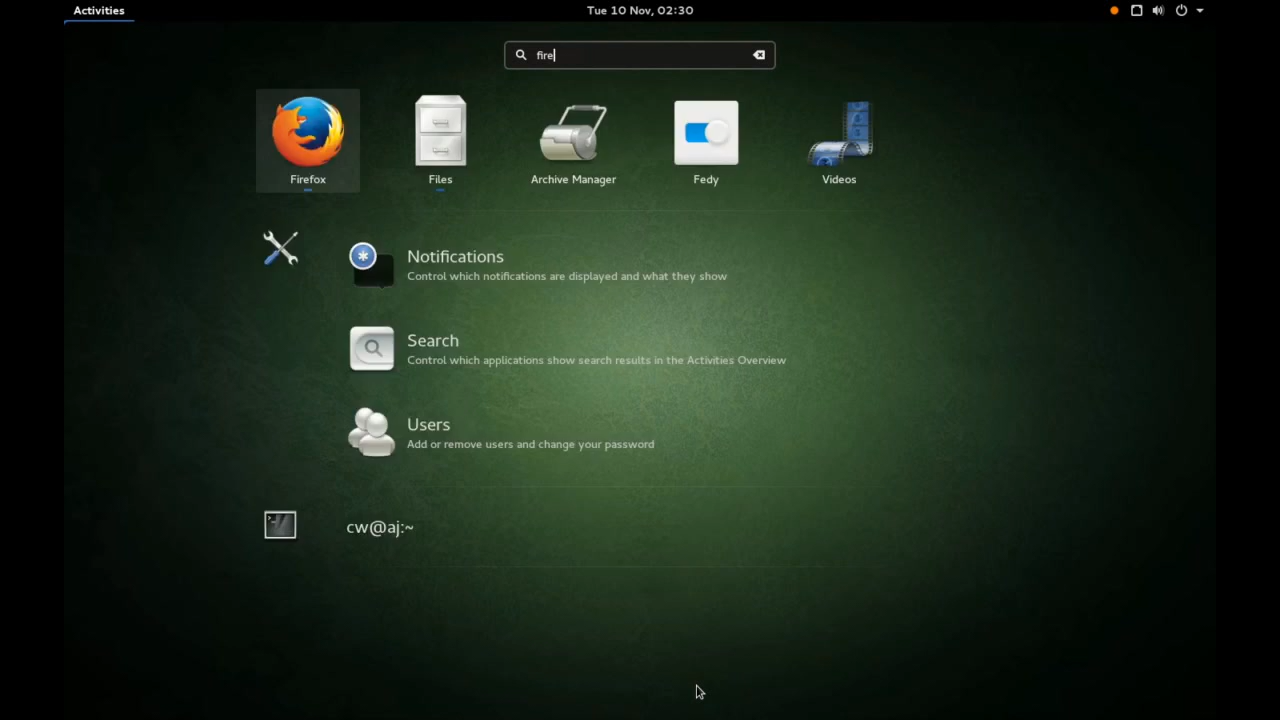 Activities
Tue 10 Nov, 02:30
fire
Firefox
Files
Archive Manager
Fedy
Videos
Notifications
Control which notifications are displayed and what they show
Search
Control which applications show search results in the Activities Overview
Users
Add or remove users and change your password
cw@aj:~